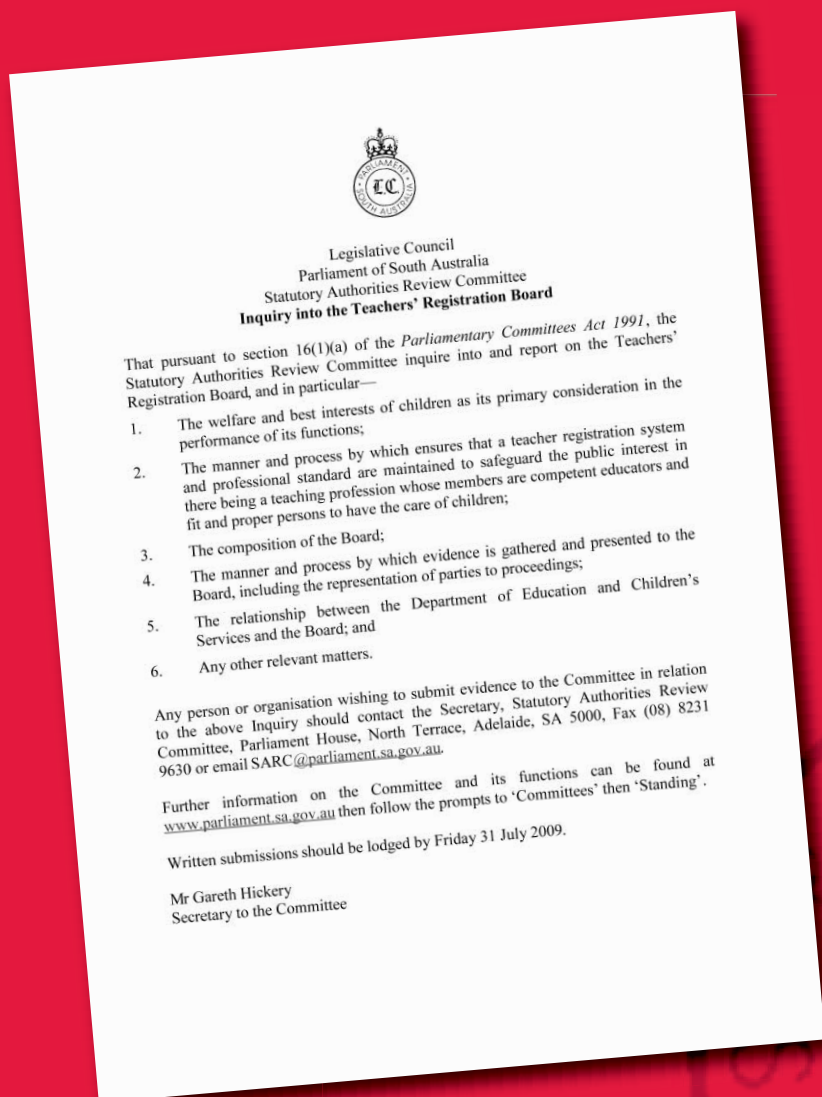 PARLIAMENT
L.C.
SOUTH AUSTRALIA
Legislative Council
Parliament of South Australia
Statutory Authorities Review Committee
Inquiry into the Teachers’ Registration Board
That pursuant to section 16(1)(a) of the Parliamentary Committees Act 1991, the
Statutory Authorities Review Committee inquire into and report on the Teachers’
Registration Board, and in particular—
1. The welfare and best interests of children as its primary consideration in the
performance of its functions;
2. The manner and process by which ensures that a teacher registration system
and professional standard are maintained to safeguard the public interest in
there being a teaching profession whose members are competent educators and
fit and proper persons to have the care of children;
3. The composition of the Board;
4. The manner and process by which evidence is gathered and presented to the
Board, including the representation of parties to proceedings;
5. The relationship between the Department of Education and Children’s
Services and the Board; and
6. Any other relevant matters.
Any person or organisation wishing to submit evidence to the Committee in relation
to the above Inquiry should contact the Secretary, Statutory Authorities Review
Committee, Parliament House, North Terrace, Adelaide, SA 5000, Fax (08) 8231
9630 or email SARC@parliament.sa.gov.au.
Further information on the Committee and its functions can be found at
www.parliament.sa.gov.au then follow the prompts to ‘Committees’ then ‘Standing’.
Written submissions should be lodged by Friday 31 July 2009.
Mr Gareth Hickery
Secretary to the Committee